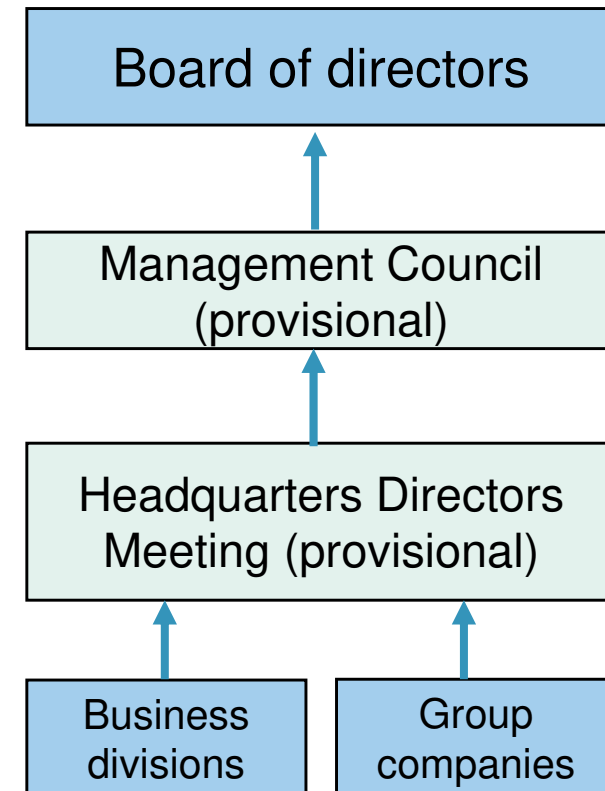 Board of directors
Management Council
(provisional)
Headquarters Directors
Meeting (provisional)
Business
divisions
Group
companies